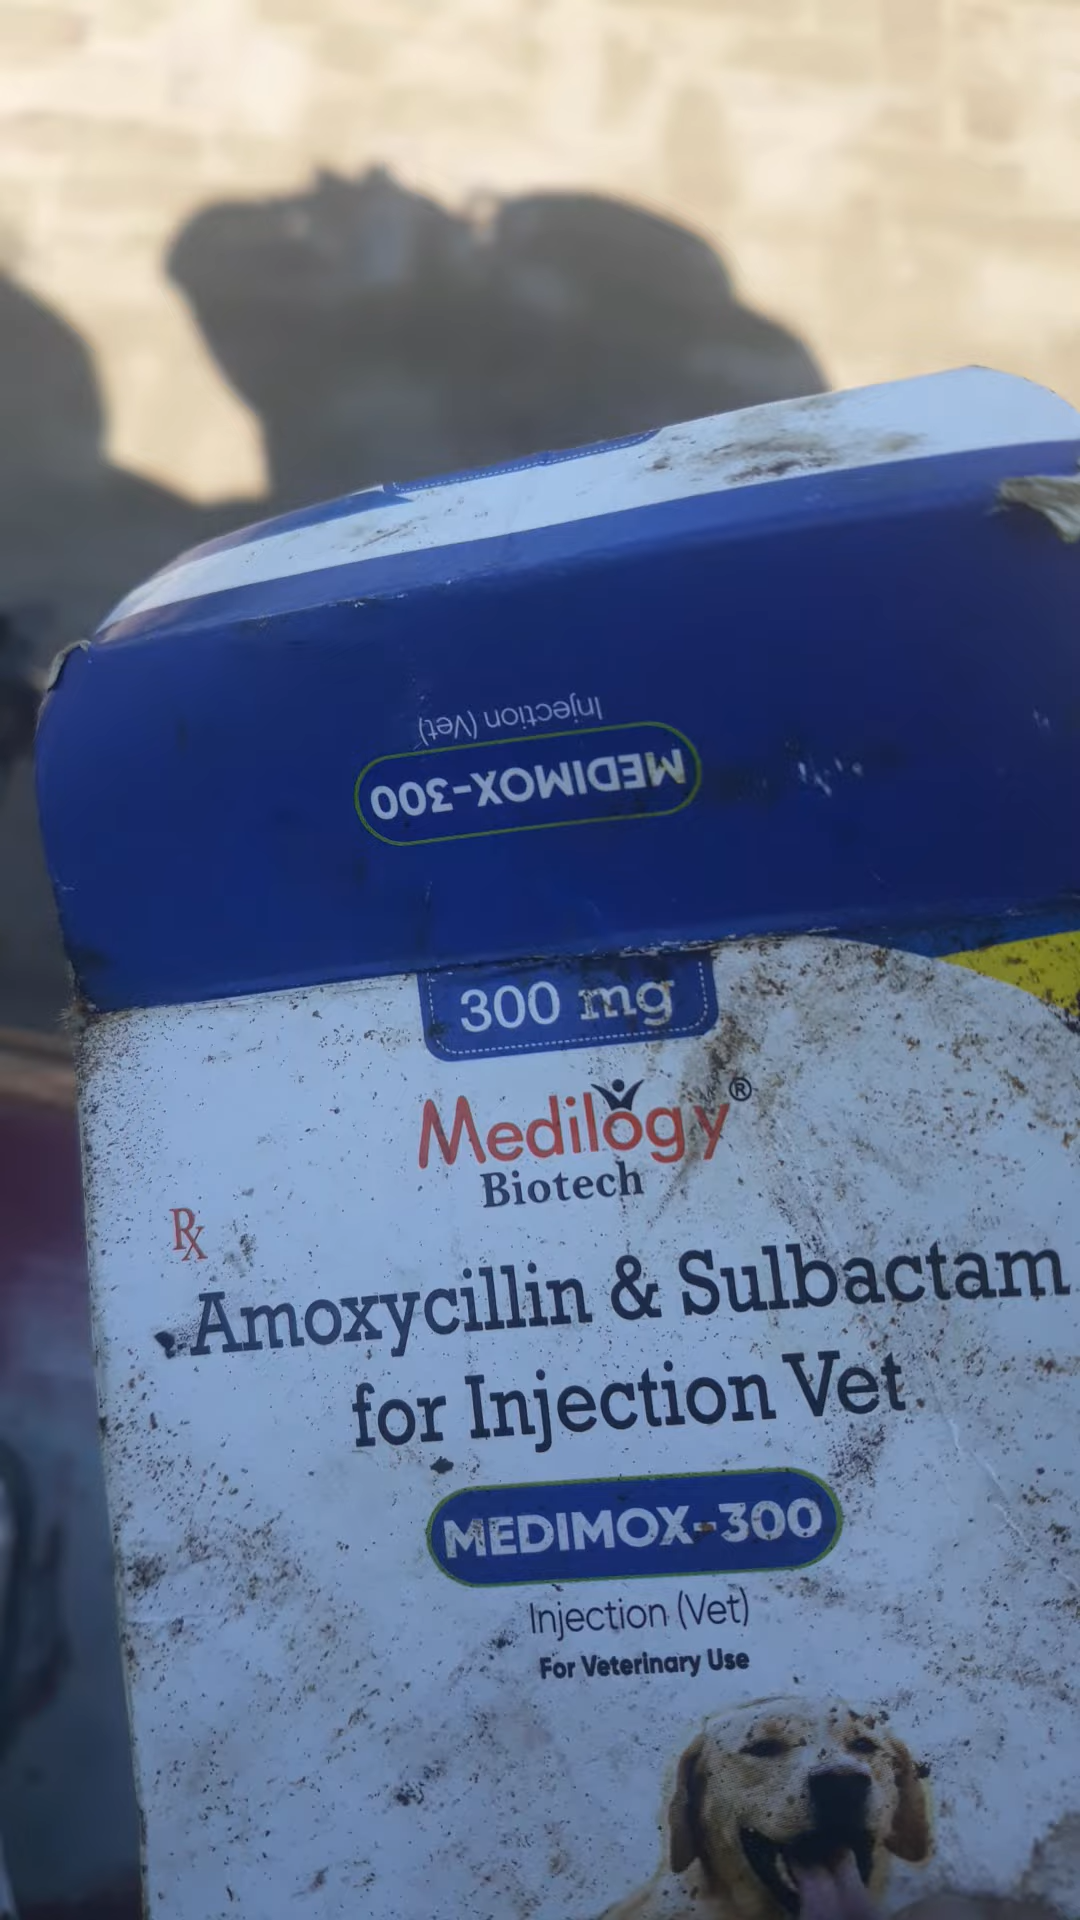 Injection (Vet)
MEDIMOX-300
300 mg
Medilogy®
Biotech
Rx
Amoxycillin & Sulbactam
for Injection Vet
MEDIMOX-300
Injection (Vet)
For Veterinary Use